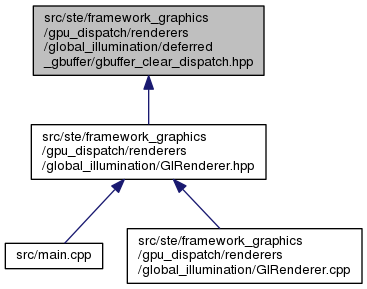 src/ste/framework_graphics
/gpu_dispatch/renderers
/global_illumination/deferred
_gbuffer/gbuffer_clear_dispatch.hpp
src/ste/framework_graphics
/gpu_dispatch/renderers
/global_illumination/GIRenderer.hpp
src/main.cpp
src/ste/framework_graphics
/gpu_dispatch/renderers
/global_illumination/GIRenderer.cpp